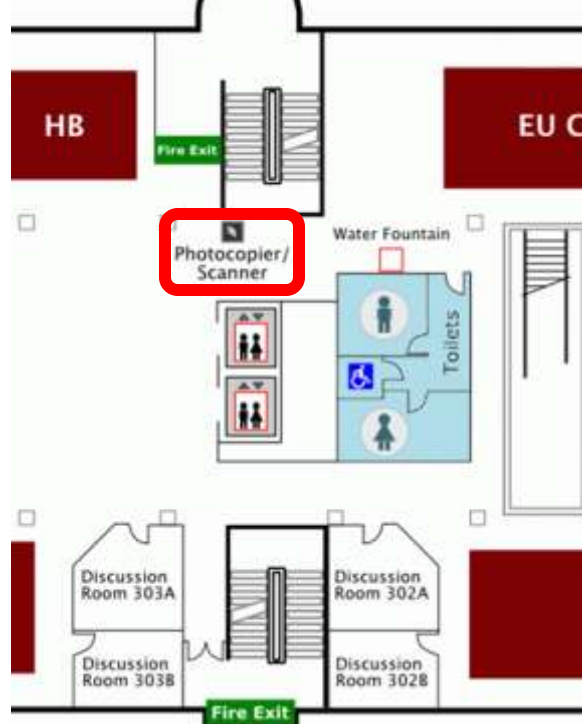 HB
EU C
Fire Exit
Photocopier/
Scanner
Water Fountain
Toilets
Discussion
Room 303A
Discussion
Room 302A
Discussion
Room 303B
Discussion
Room 302B
Fire Exit